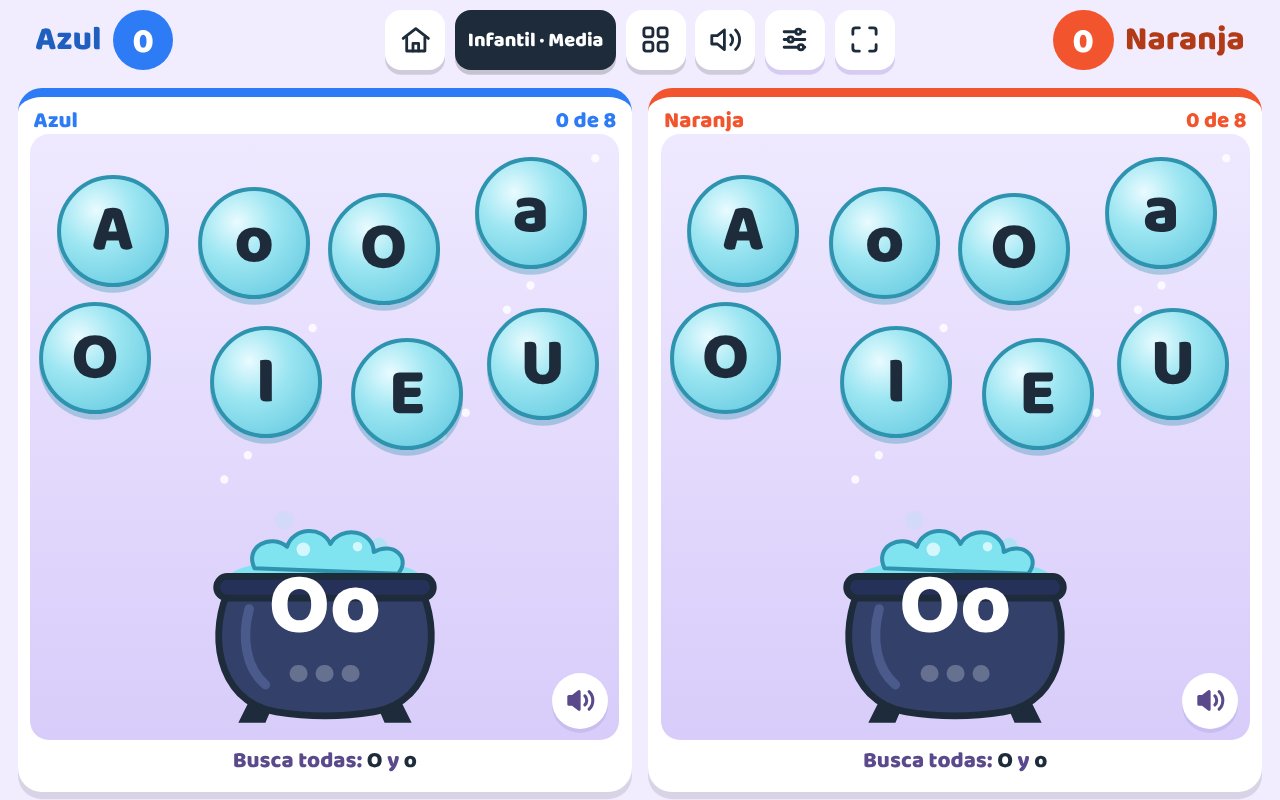 Azul 0 Infantil · Media 0 Naranja
Azul 0 de 8
A o O a
O I E U
Oo
Busca todas: O y o
Naranja 0 de 8
A o O a
O I E U
Oo
Busca todas: O y o